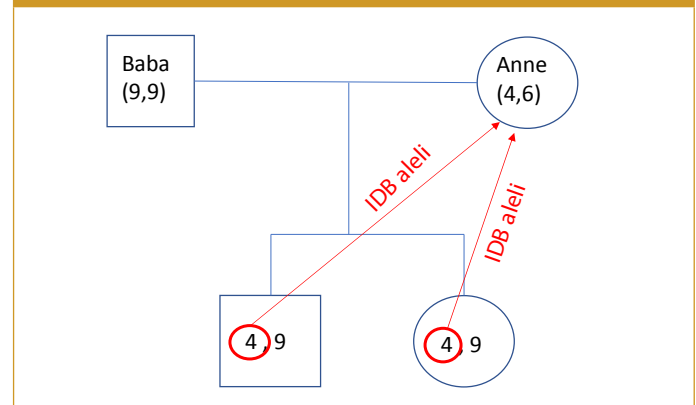 Baba
(9,9)
Anne
(4,6)
IDB aleli
IDB aleli
4 , 9
4 , 9